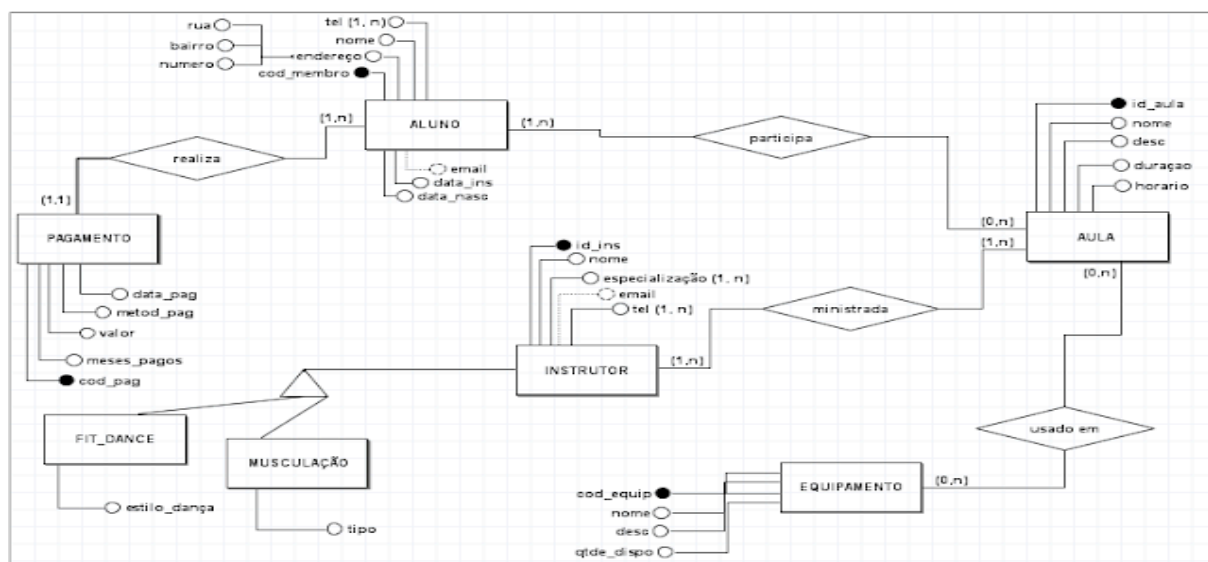 rua
bairro
numero
tel (1, n)
nome
endereço
cod_membro
ALUNO
(1,n)
(1,n)
realiza
participa
email
data_ins
data_nasc
id_aula
nome
desc
duraçao
horario
(1,1)
PAGAMENTO
data_pag
metod_pag
valor
meses_pagos
cod_pag
(0,n)
(1,n)
AULA
(0,n)
id_ins
nome
especialização (1, n)
email
tel (1, n)
ministrada
INSTRUTOR
(1,n)
FIT_DANCE
MUSCULAÇÃO
estilo_dança
tipo
usado em
EQUIPAMENTO
(0,n)
cod_equip
nome
desc
qtde_dispo